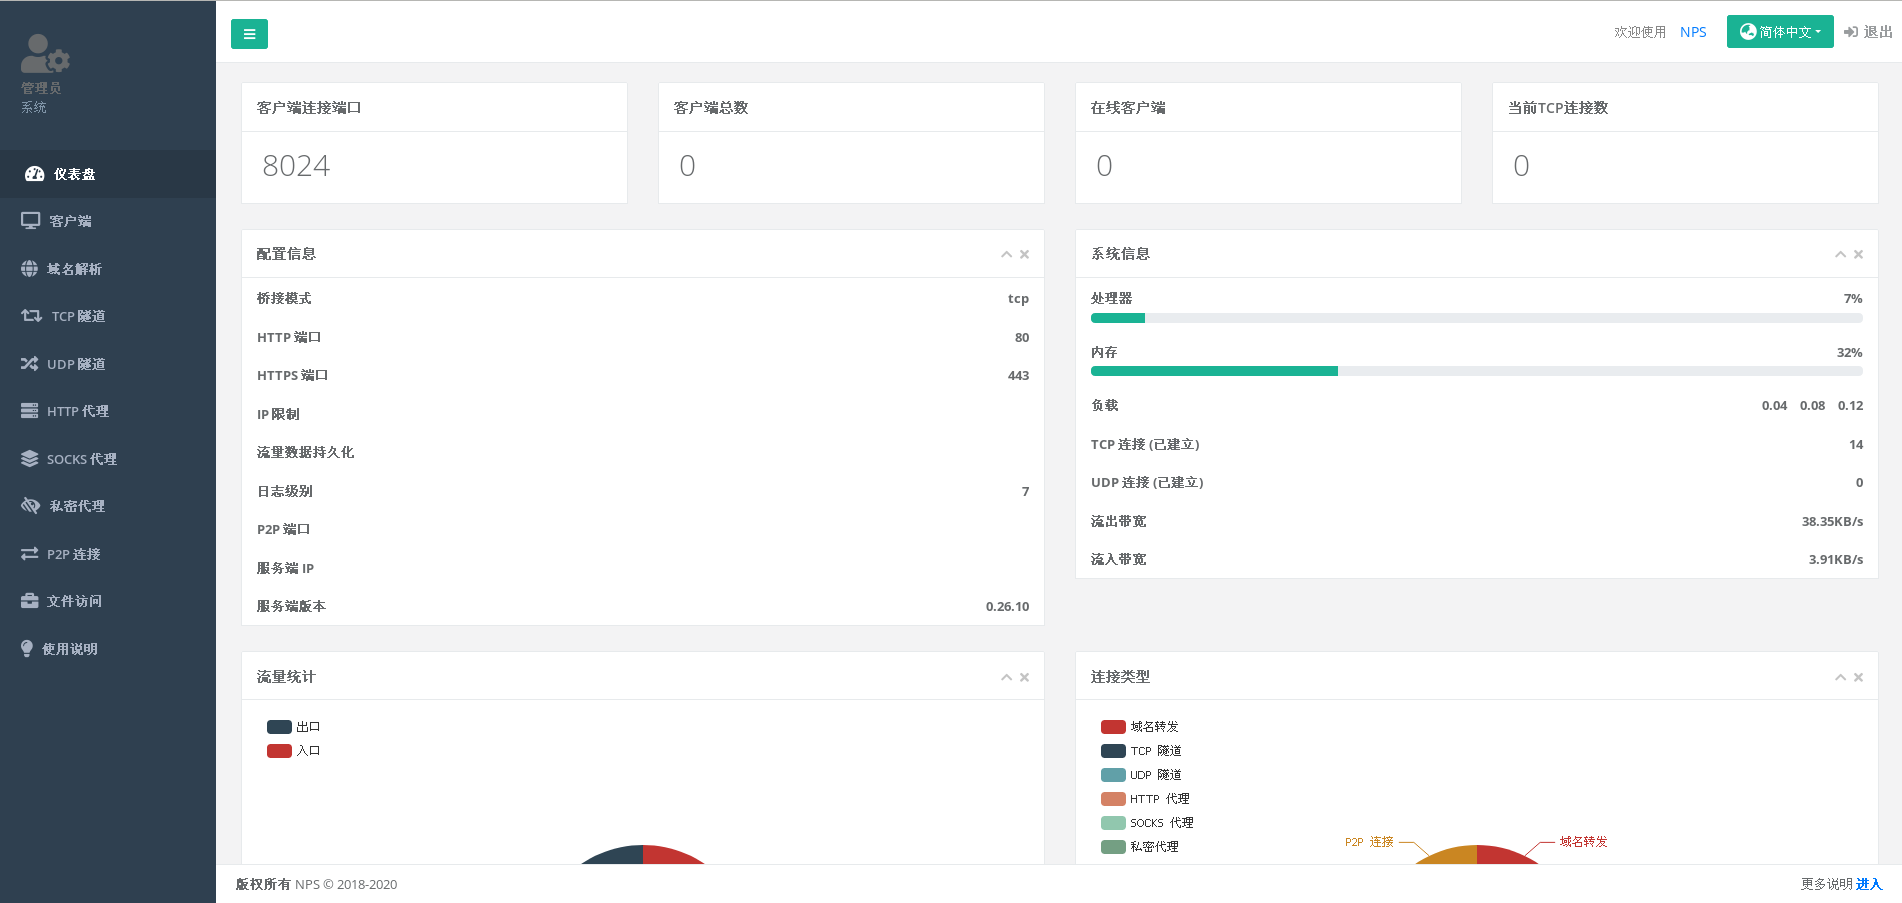 管理员
系统
仪表盘
客户端
域名解析
TCP 隧道
UDP 隧道
HTTP 代理
SOCKS 代理
私密代理
P2P 连接
文件访问
使用说明
欢迎使用 NPS 简体中文 退出
客户端连接端口
8024
客户端总数
0
在线客户端
0
当前TCP连接数
0
配置信息
桥接模式 tcp
HTTP 端口 80
HTTPS 端口 443
IP 限制
流量数据持久化
日志级别 7
P2P 端口
服务端 IP
服务端版本 0.26.10
系统信息
处理器 7%
内存 32%
负载 0.04 0.08 0.12
TCP 连接 (已建立) 14
UDP 连接 (已建立) 0
流出带宽 38.35KB/s
流入带宽 3.91KB/s
流量统计
出口
入口
连接类型
域名转发
TCP 隧道
UDP 隧道
HTTP 代理
SOCKS 代理
私密代理
P2P 连接 域名转发
版权所有 NPS © 2018-2020
更多说明 进入